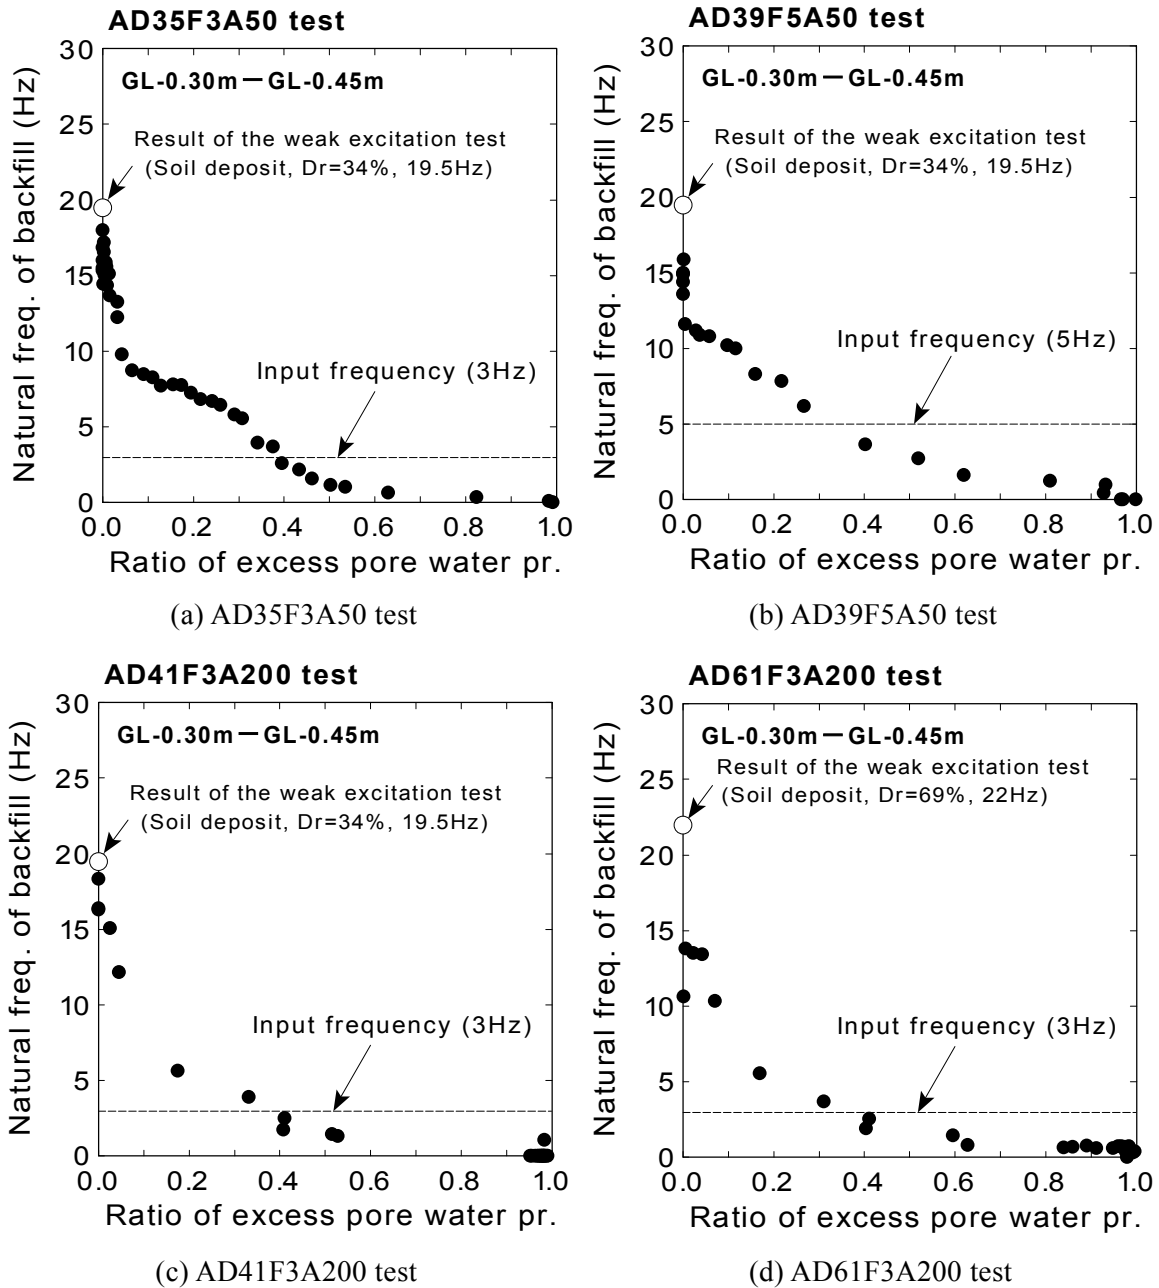 AD35F3A50 test
Natural freq. of backfill (Hz)
30
25
20
15
10
5
0
GL-0.30m — GL-0.45m
Result of the weak excitation test
(Soil deposit, Dr=34%, 19.5Hz)
Input frequency (3Hz)
0.0 0.2 0.4 0.6 0.8 1.0
Ratio of excess pore water pr.
(a) AD35F3A50 test
AD39F5A50 test
Natural freq. of backfill (Hz)
30
25
20
15
10
5
0
GL-0.30m — GL-0.45m
Result of the weak excitation test
(Soil deposit, Dr=34%, 19.5Hz)
Input frequency (5Hz)
0.0 0.2 0.4 0.6 0.8 1.0
Ratio of excess pore water pr.
(b) AD39F5A50 test
AD41F3A200 test
Natural freq. of backfill (Hz)
30
25
20
15
10
5
0
GL-0.30m — GL-0.45m
Result of the weak excitation test
(Soil deposit, Dr=34%, 19.5Hz)
Input frequency (3Hz)
0.0 0.2 0.4 0.6 0.8 1.0
Ratio of excess pore water pr.
(c) AD41F3A200 test
AD61F3A200 test
Natural freq. of backfill (Hz)
30
25
20
15
10
5
0
GL-0.30m — GL-0.45m
Result of the weak excitation test
(Soil deposit, Dr=69%, 22Hz)
Input frequency (3Hz)
0.0 0.2 0.4 0.6 0.8 1.0
Ratio of excess pore water pr.
(d) AD61F3A200 test